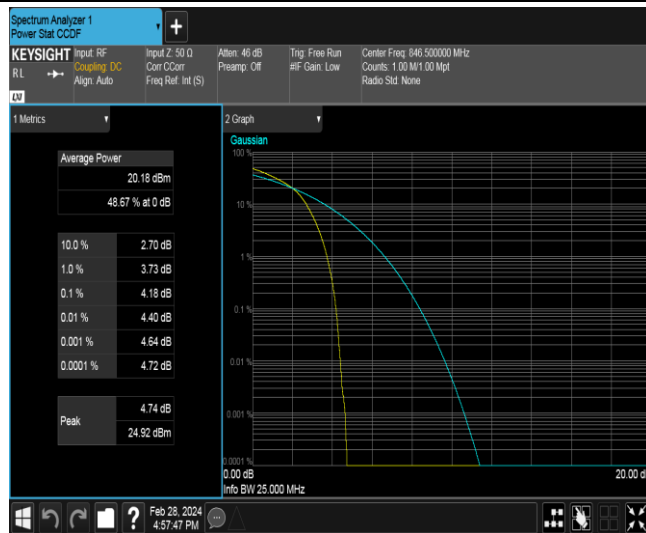 Spectrum Analyzer 1
Power Stat CCDF
KEYSIGHT
RL
Input: RF
Coupling: DC
Align: Auto
Input Z: 50 Ω
Corr CCorr
Freq Ref: Int (S)
Atten: 46 dB
Preamp: Off
Trig: Free Run
#IF Gain: Low
Center Freq: 846.500000 MHz
Counts: 1.00 M/1.00 Mpt
Radio Std: None
LXI
1 Metrics
Average Power
20.18 dBm
48.67 % at 0 dB
10.0 % 2.70 dB
1.0 % 3.73 dB
0.1 % 4.18 dB
0.01 % 4.40 dB
0.001 % 4.64 dB
0.0001 % 4.72 dB
Peak
4.74 dB
24.92 dBm
2 Graph
Gaussian
100 %
10 %
1 %
0.1 %
0.01 %
0.001 %
0.0001 %
0.00 dB
20.00 d
Info BW 25.000 MHz
Feb 28, 2024
4:57:47 PM